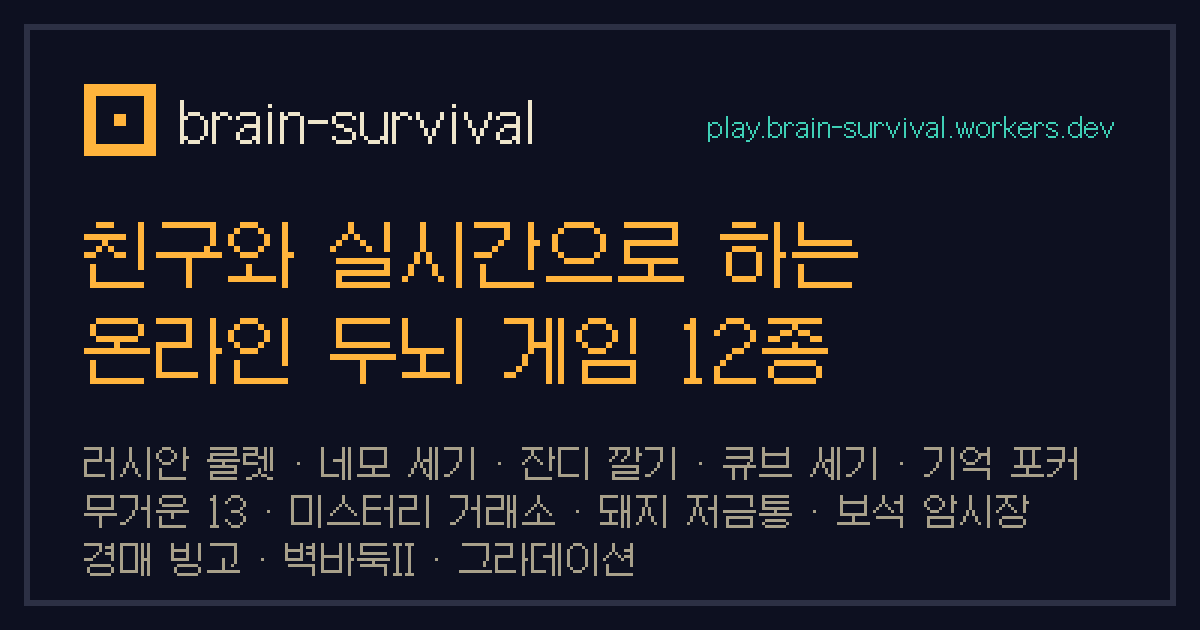 brain-survival
play.brain-survival.workers.dev
친구와 실시간으로 하는
온라인 두뇌 게임 12종
러시안 룰렛 · 네모 세기 · 잔디 깔기 · 큐브 세기 · 기억 포커
무거운 13 · 미스터리 거래소 · 돼지 저금통 · 보석 암시장
경매 빙고 · 벽바둑II · 그라데이션